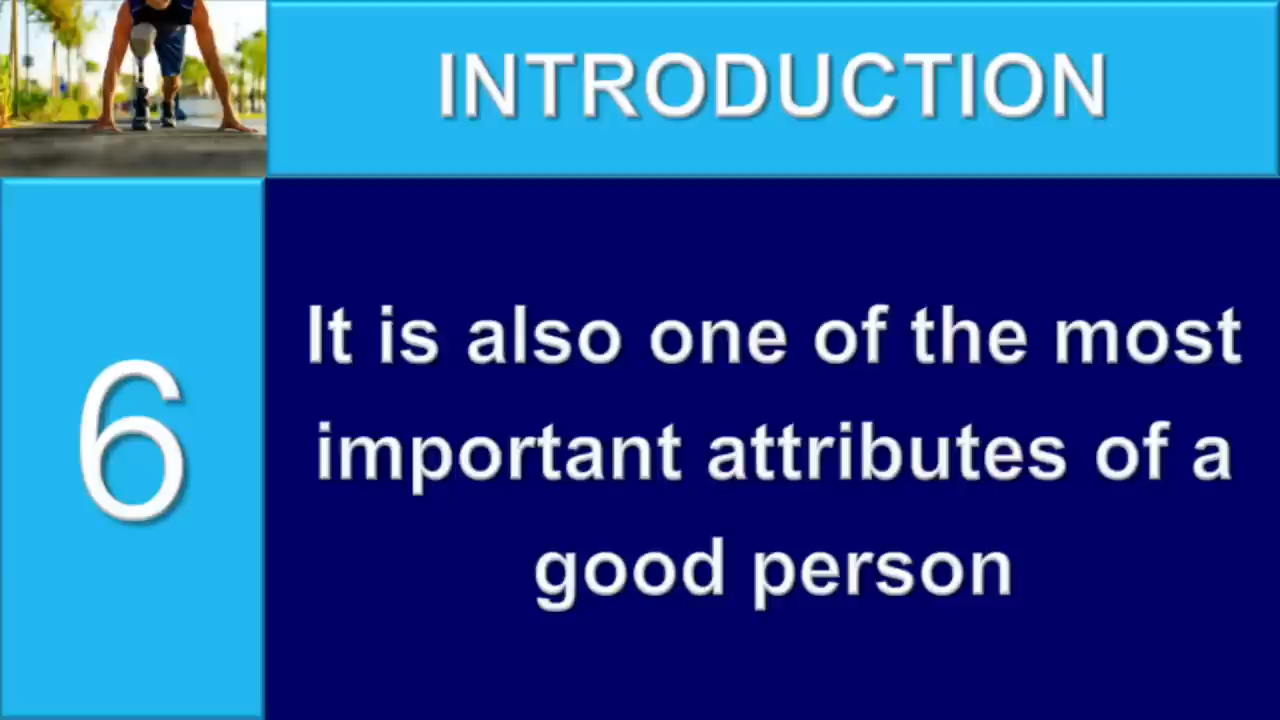 INTRODUCTION
6
It is also one of the most
important attributes of a
good person